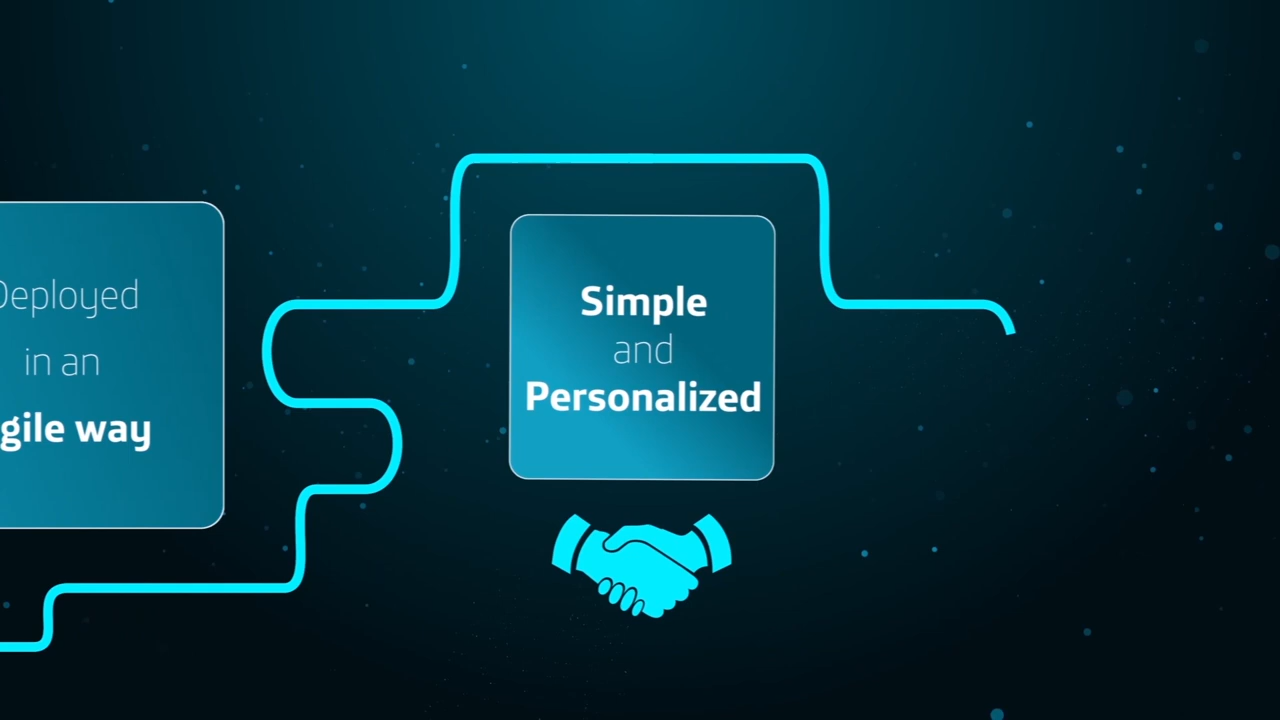 Deployed
in an
gile way
Simple
and
Personalized